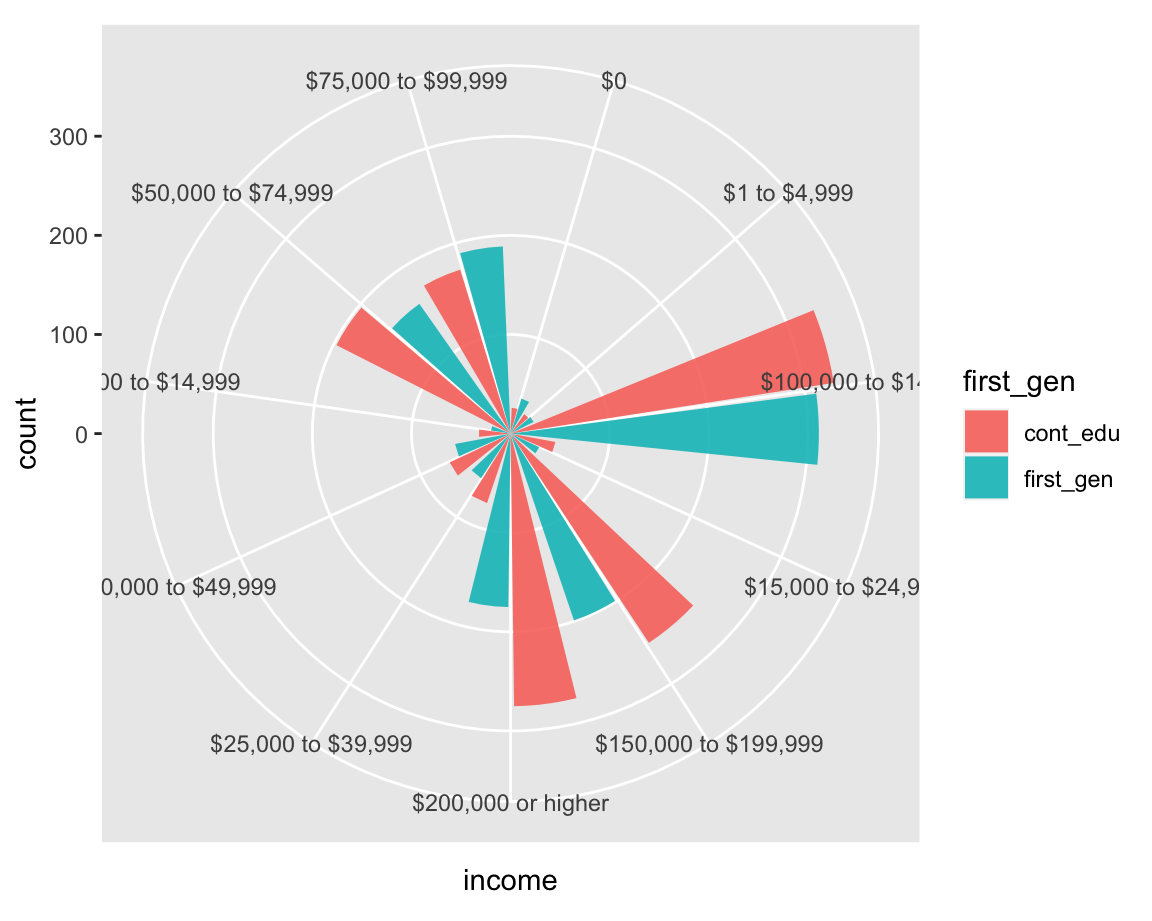 $75,000 to $99,999
$0
300
$50,000 to $74,999
$1 to $4,999
200
100
00 to $14,999
$100,000 to $14
first_gen
count
0
cont_edu
first_gen
0,000 to $49,999
$15,000 to $24,9
$25,000 to $39,999
$150,000 to $199,999
$200,000 or higher
income